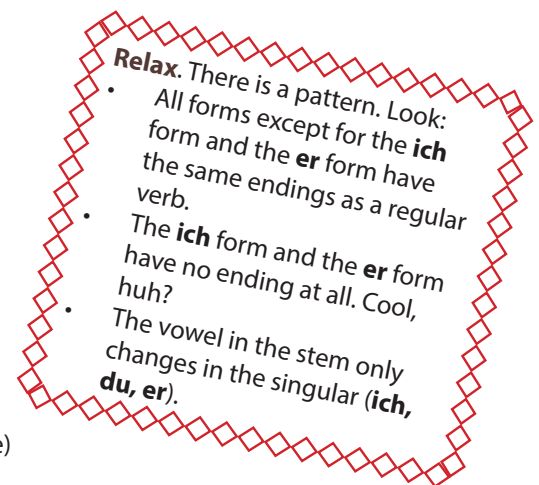 Relax. There is a pattern. Look:
• All forms except for the ich
form and the er form have
the same endings as a regular
verb.
• The ich form and the er form
have no ending at all. Cool,
huh?
• The vowel in the stem only
changes in the singular (ich,
du, er).
e)